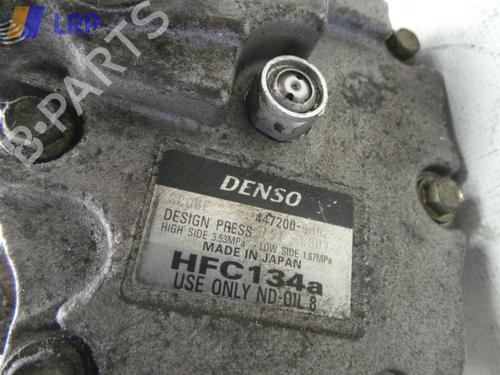 LRP
B-PARTS
DENSO
447200-
DESIGN PRESS
HIGH SIDE 3.53MPa LOW SIDE 1.67MPa
MADE IN JAPAN
HFC134a
USE ONLY ND-OIL 8